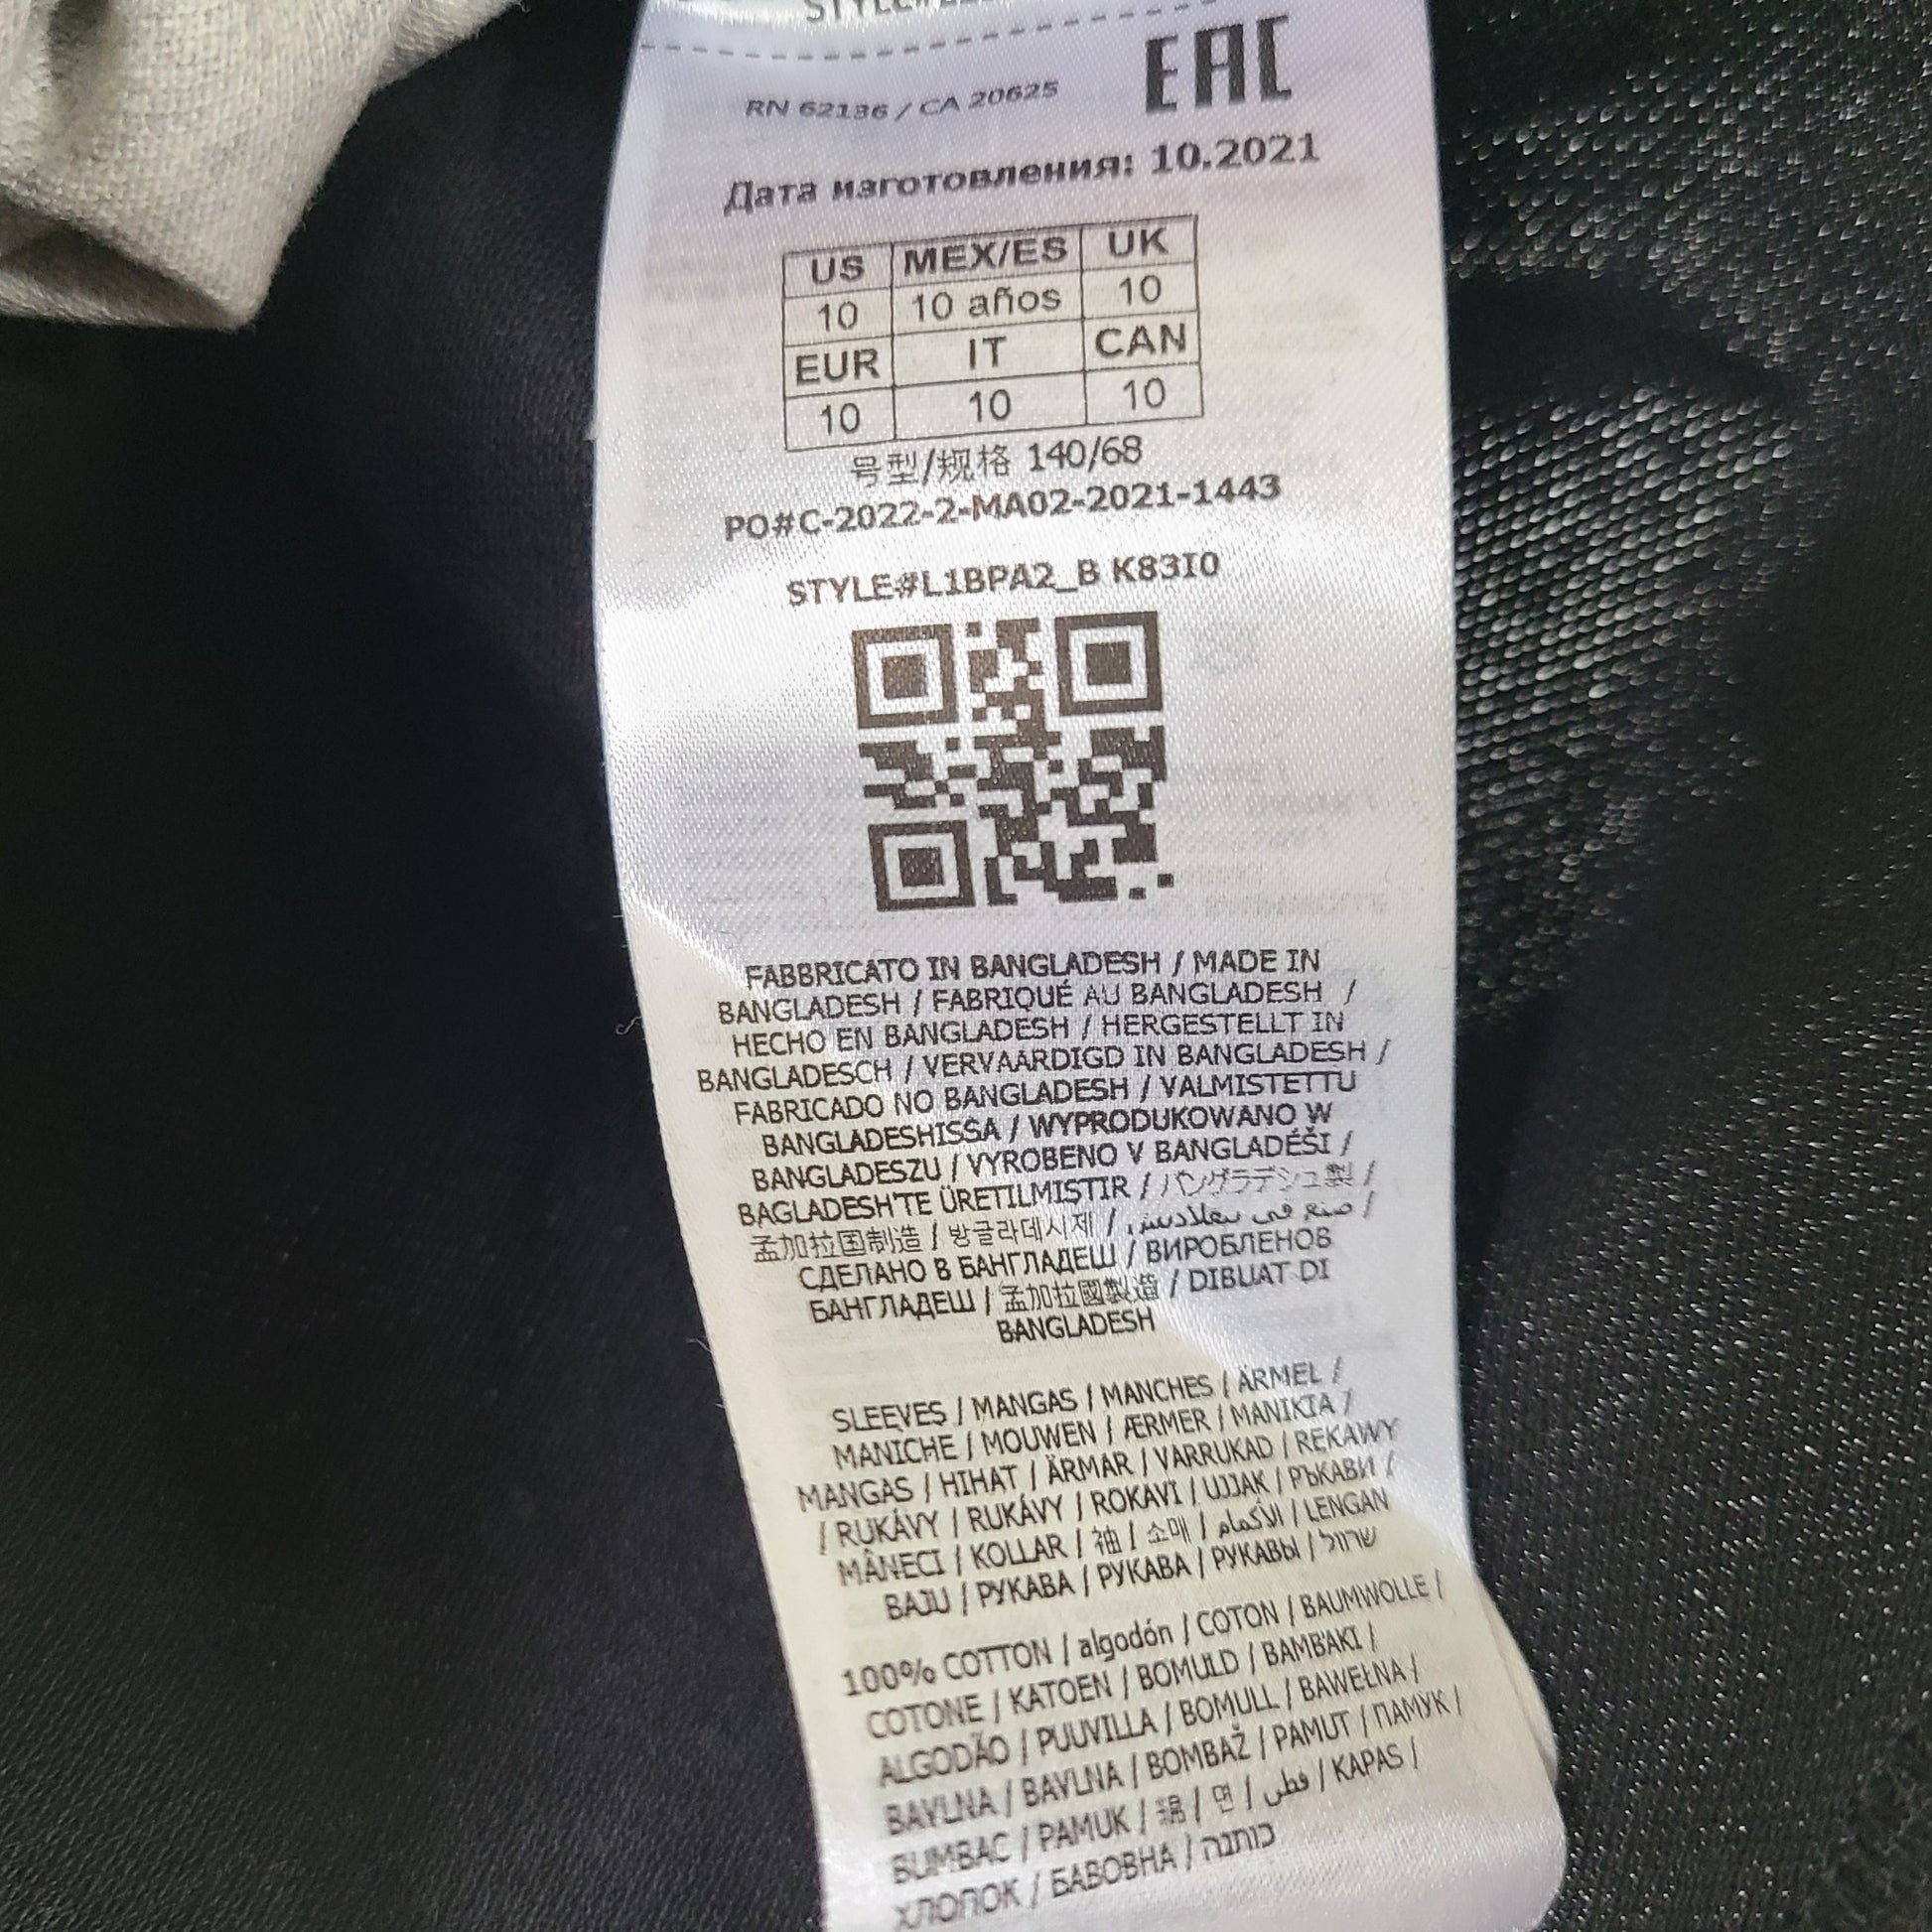 EAC
RN 62136 / CA 20625
Дата изготовления: 10.2021
US MEX/ES UK
10 10 años 10
EUR IT CAN
10 10 10
号型/规格 140/68
PO#C-2022-2-MA02-2021-1443
STYLE#L1BPA2_B K83I0
FABBRICATO IN BANGLADESH / MADE IN
BANGLADESH / FABRIQUÉ AU BANGLADESH /
HECHO EN BANGLADESH / HERGESTELLT IN
BANGLADESCH / VERVAARDIGD IN BANGLADESH /
FABRICADO NO BANGLADESH / VALMISTETTU
BANGLADESHISSA / WYPRODUKOWANO W
BANGLADESZU / VYROBENO V BANGLADÉŠI /
BAGLADESH'TE ÜRETILMISTIR / バングラデシュ製 /
孟加拉国制造 / 방글라데시제 / صنع في بنغلاديش /
СДЕЛАНО В БАНГЛАДЕШ / ВИРОБЛЕНОВ
БАНГЛАДЕШ / 孟加拉國製造 / DIBUAT DI
BANGLADESH
SLEEVES / MANGAS / MANCHES / ÄRMEL /
MANICHE / MOUWEN / ÆRMER / MANIKIA /
MANGAS / HIHAT / ÄRMAR / VARRUKAD / REKAWY
/ RUKÁVY / RUKÁVY / ROKAVI / UJJAK / РЪКАВИ /
MÂNECI / KOLLAR / 袖 / 소매 / الأكمام / LENGAN
BAJU / РУКАВА / РУКАВА / РУКАВЫ / שרוול
100% COTTON / algodón / COTON / BAUMWOLLE /
COTONE / KATOEN / BOMULD / BAMBAKI /
ALGODÃO / PUUVILLA / BOMULL / BAWEŁNA /
BAVLNA / BAVLNA / BOMBAŽ / PAMUT / ПАМУК /
BUMBAC / PAMUK / 綿 / 면 / قطن / KAPAS /
ХЛОПОК / БАВОВНА / כותנה